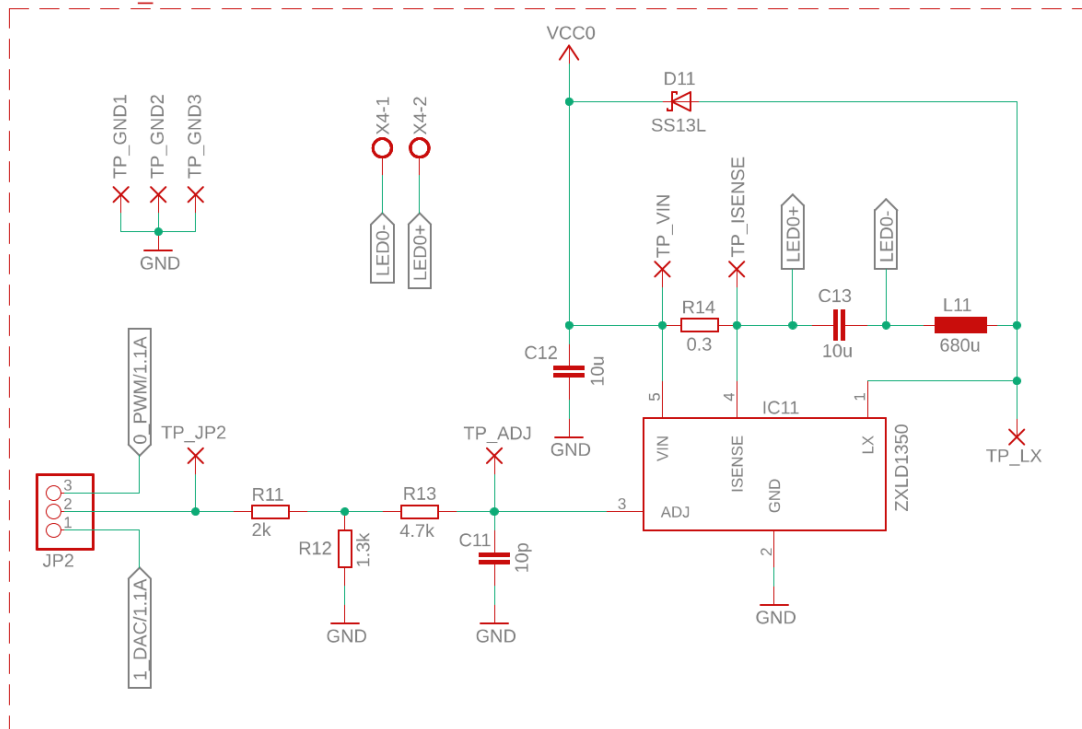 VCC0
D11
SS13L
TP_GND1
TP_GND2
TP_GND3
GND
X4-1
X4-2
LED0-
LED0+
TP_VIN
TP_ISENSE
LED0+
LED0-
R14
0.3
C13
10u
L11
680u
C12
10u
GND
5
4
1
IC11
VIN
ISENSE
LX
GND
ADJ
ZXLD1350
TP_LX
3
2
GND
0_PWM/1.1A
TP_JP2
TP_ADJ
3
2
1
JP2
R11
2k
R12
1.3k
R13
4.7k
C11
10p
GND
GND
1_DAC/1.1A